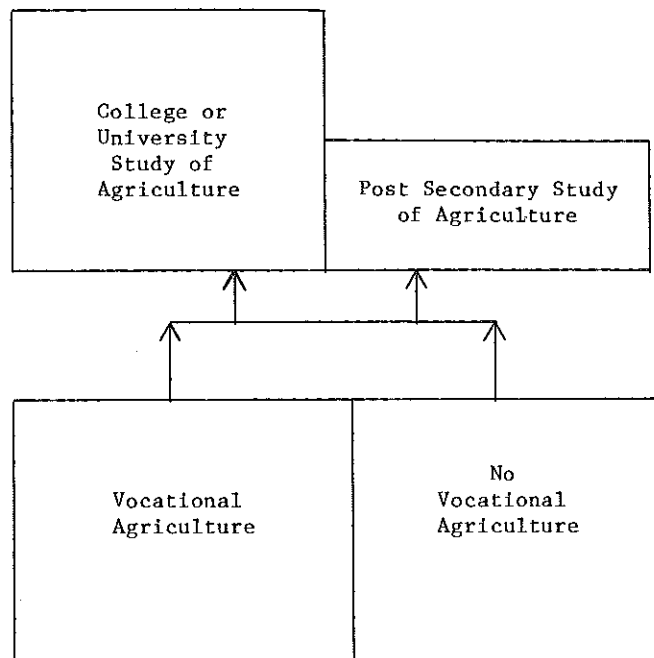 College or
University
Study of
Agriculture
Post Secondary Study
of Agriculture
Vocational
Agriculture
No
Vocational
Agriculture